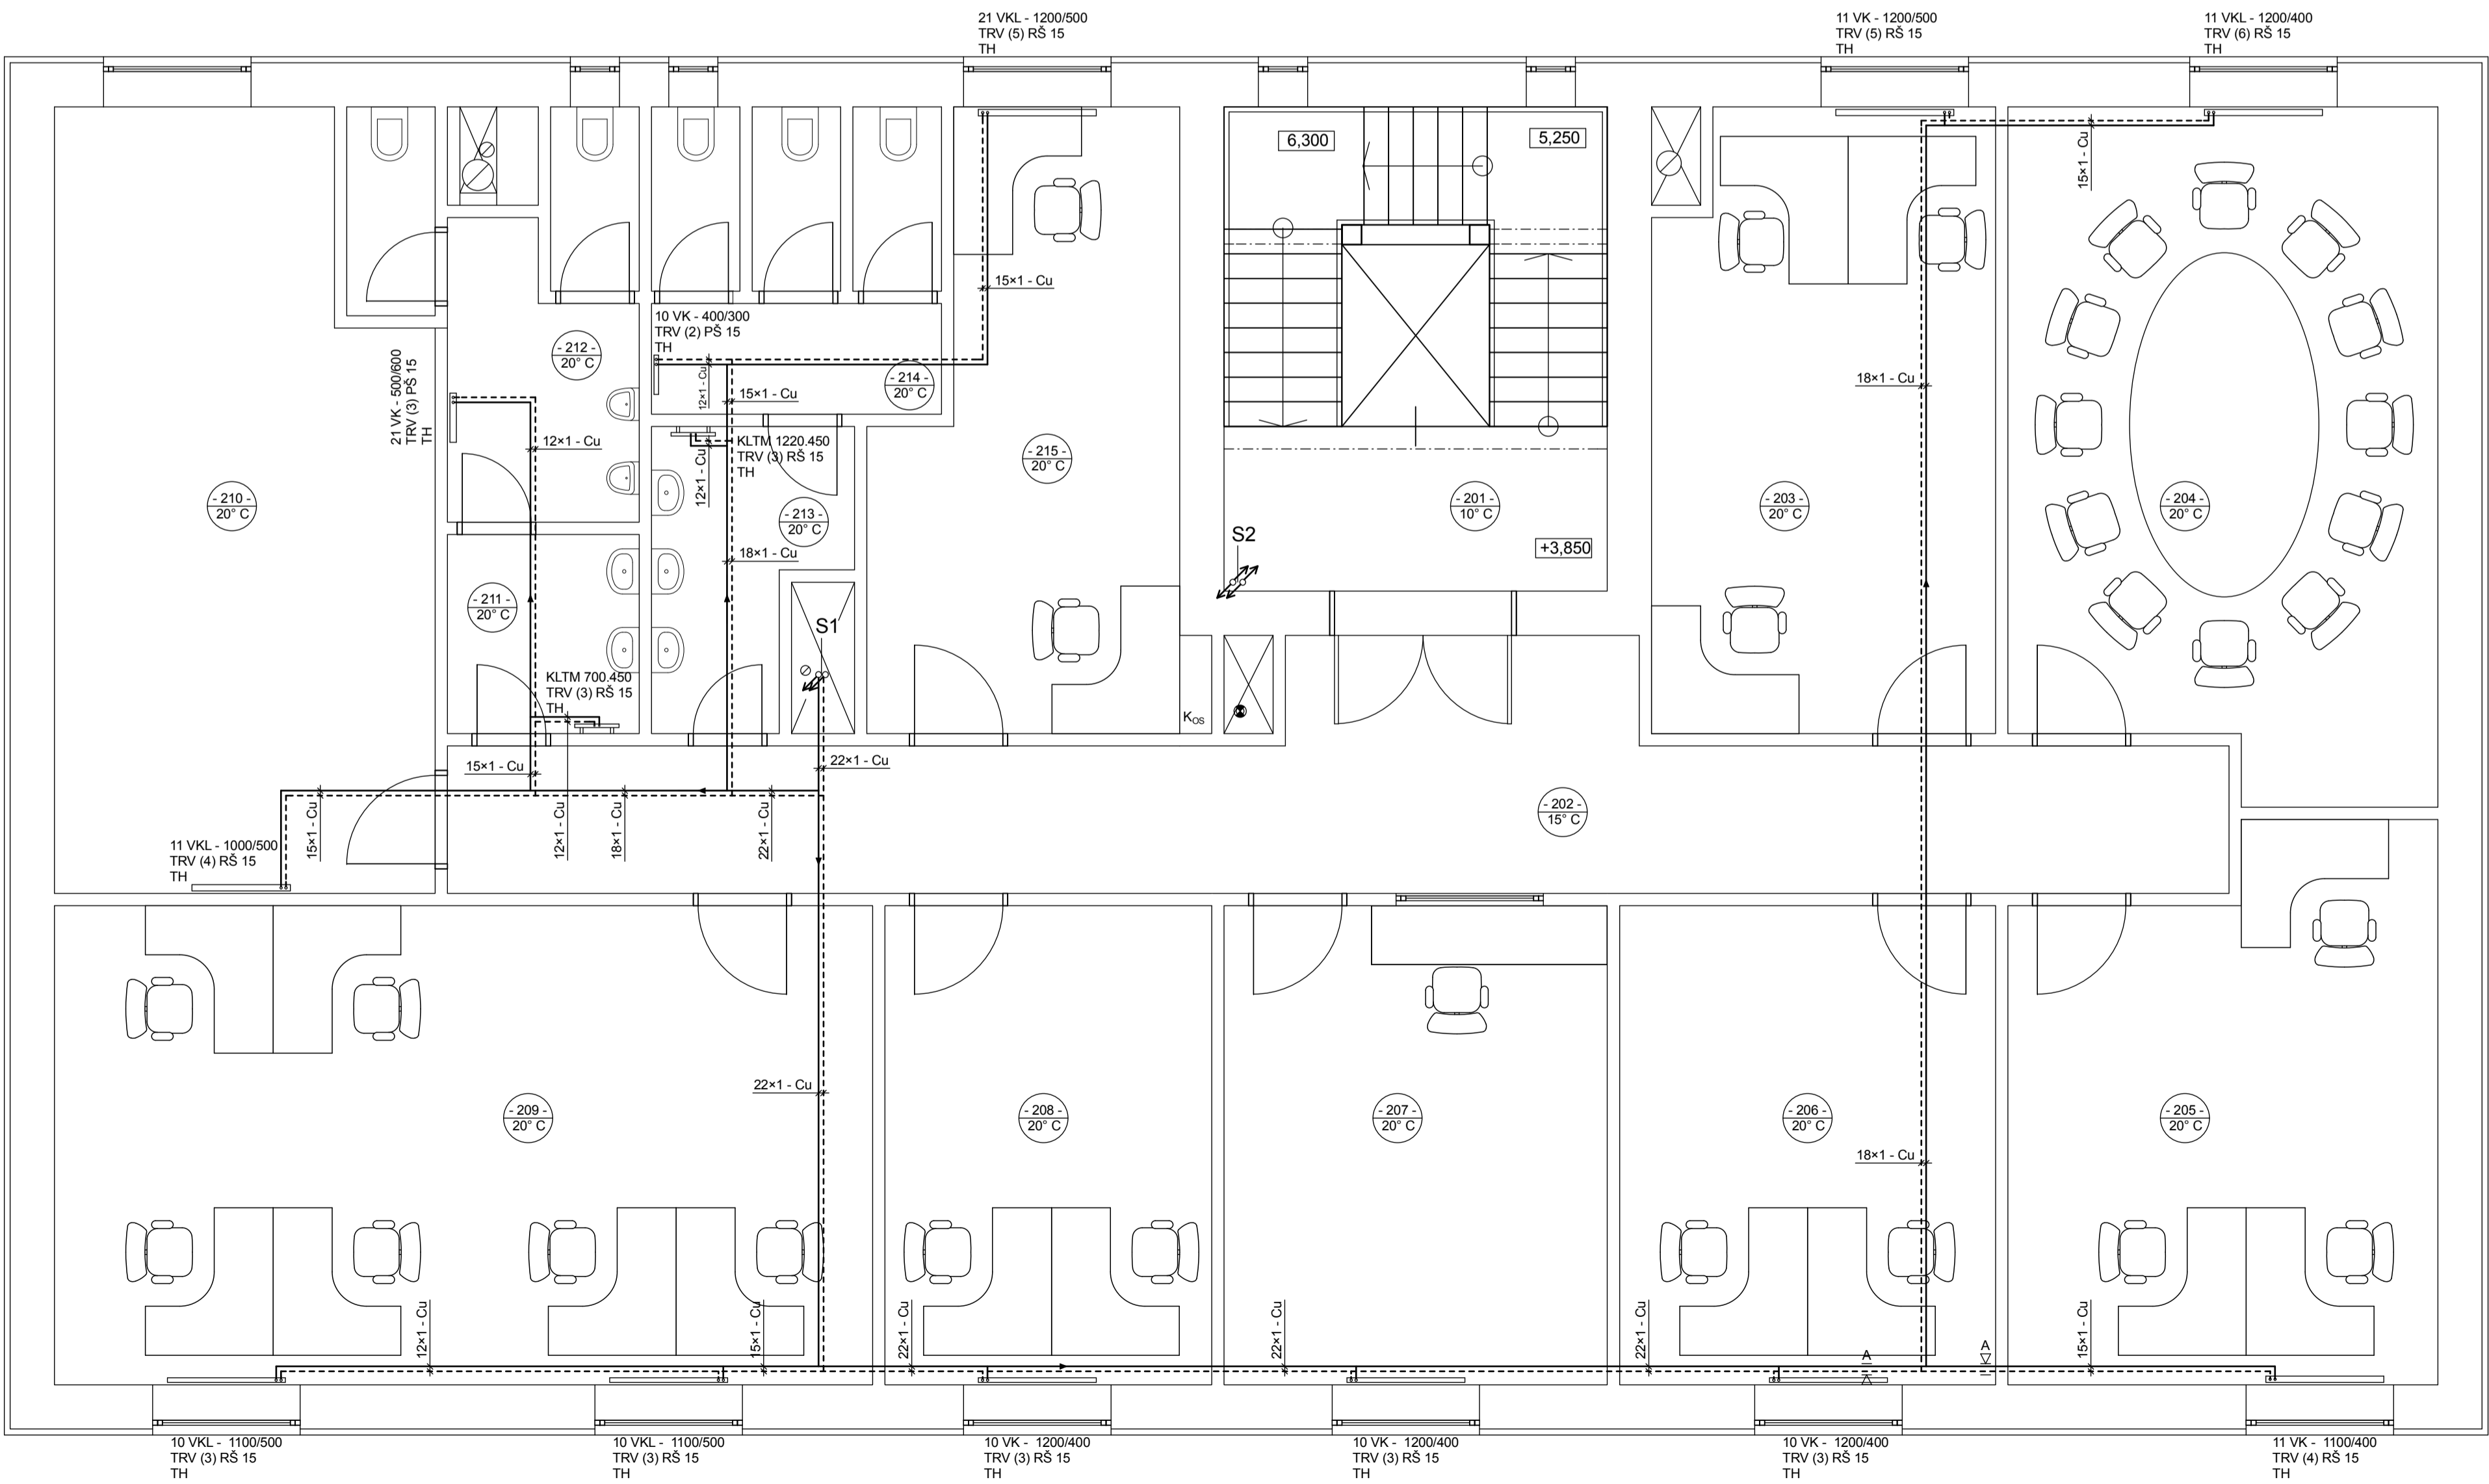 21 VKL - 1200/500
TRV (5) RŠ 15
TH
11 VK - 1200/500
TRV (5) RŠ 15
TH
11 VKL - 1200/400
TRV (6) RŠ 15
TH
6,300
5,250
15×1 - Cu
15×1 - Cu
10 VK - 400/300
TRV (2) PŠ 15
TH
- 212 -
20° C
21 VK - 500/600
TRV (3) PŠ 15
TH
12×1 - Cu
- 214 -
20° C
15×1 - Cu
18×1 - Cu
12×1 - Cu
KLTM 1220.450
TRV (3) RŠ 15
TH
12×1 - Cu
- 215 -
20° C
- 210 -
20° C
- 213 -
20° C
- 201 -
10° C
- 203 -
20° C
- 204 -
20° C
S2
+3,850
18×1 - Cu
- 211 -
20° C
S1
KLTM 700.450
TRV (3) RŠ 15
TH
KOS
15×1 - Cu
22×1 - Cu
15×1 - Cu
12×1 - Cu
18×1 - Cu
22×1 - Cu
- 202 -
15° C
11 VKL - 1000/500
TRV (4) RŠ 15
TH
22×1 - Cu
- 209 -
20° C
- 208 -
20° C
- 207 -
20° C
- 206 -
20° C
- 205 -
20° C
18×1 - Cu
12×1 - Cu
15×1 - Cu
22×1 - Cu
22×1 - Cu
22×1 - Cu
A
A
15×1 - Cu
10 VKL - 1100/500
TRV (3) RŠ 15
TH
10 VKL - 1100/500
TRV (3) RŠ 15
TH
10 VK - 1200/400
TRV (3) RŠ 15
TH
10 VK - 1200/400
TRV (3) RŠ 15
TH
10 VK - 1200/400
TRV (3) RŠ 15
TH
11 VK - 1100/400
TRV (4) RŠ 15
TH